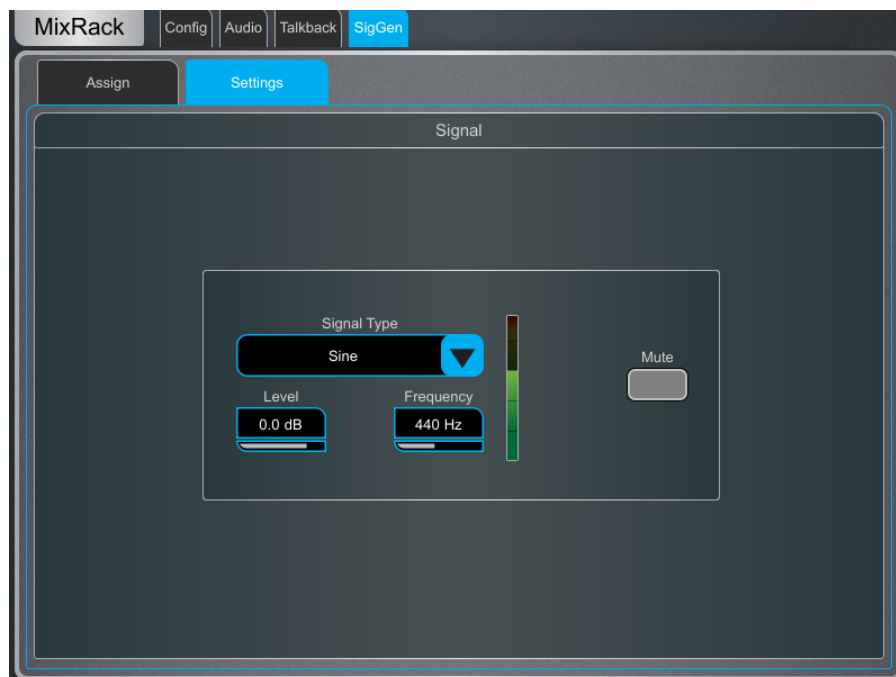 MixRack Config Audio Talkback SigGen
Assign Settings
Signal
Signal Type
Sine
Mute
Level Frequency
0.0 dB 440 Hz